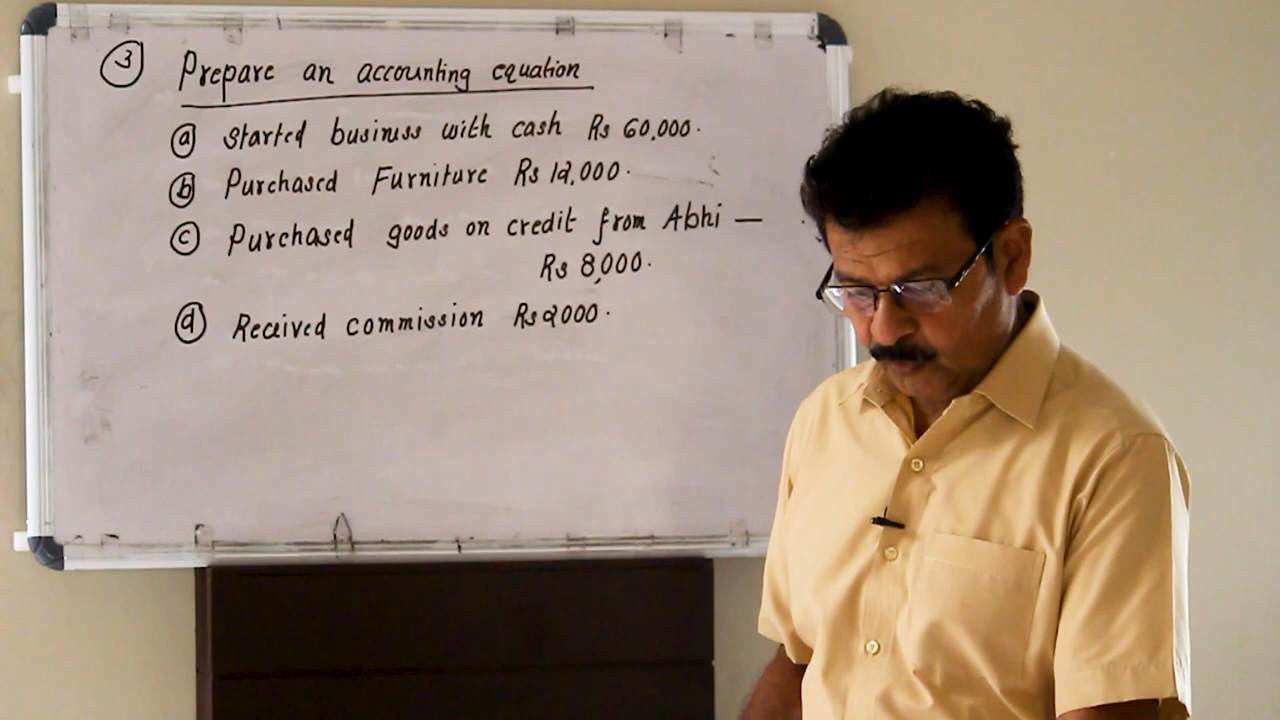 3 Prepare an accounting equation
a Started business with cash Rs 60,000.
b Purchased Furniture Rs 12,000.
c Purchased goods on credit from Abhi —
Rs 8,000.
d Received commission Rs 2000.